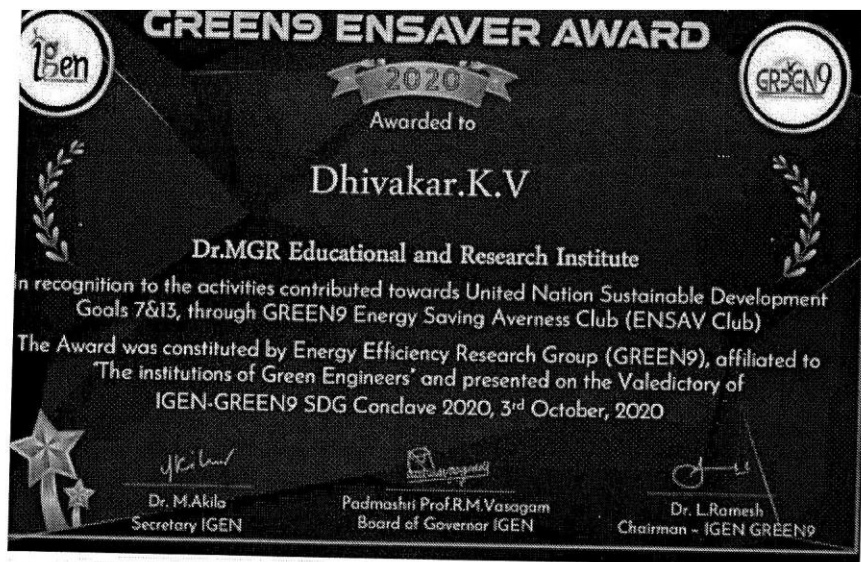 GREEN9 ENSAVER AWARD
igen
2020
GREEN9
Awarded to
Dhivakar.K.V
Dr.MGR Educational and Research Institute
In recognition to the activities contributed towards United Nation Sustainable Development
Goals 7&13, through GREEN9 Energy Saving Averness Club (ENSAV Club)
The Award was constituted by Energy Efficiency Research Group (GREEN9), affiliated to
'The institutions of Green Engineers' and presented on the Valedictory of
IGEN-GREEN9 SDG Conclave 2020, 3rd October, 2020
Dr. M.Akila
Secretary IGEN
Padmashri Prof.R.M.Vasagam
Board of Governor IGEN
Dr. L.Ramesh
Chairman - IGEN GREEN9